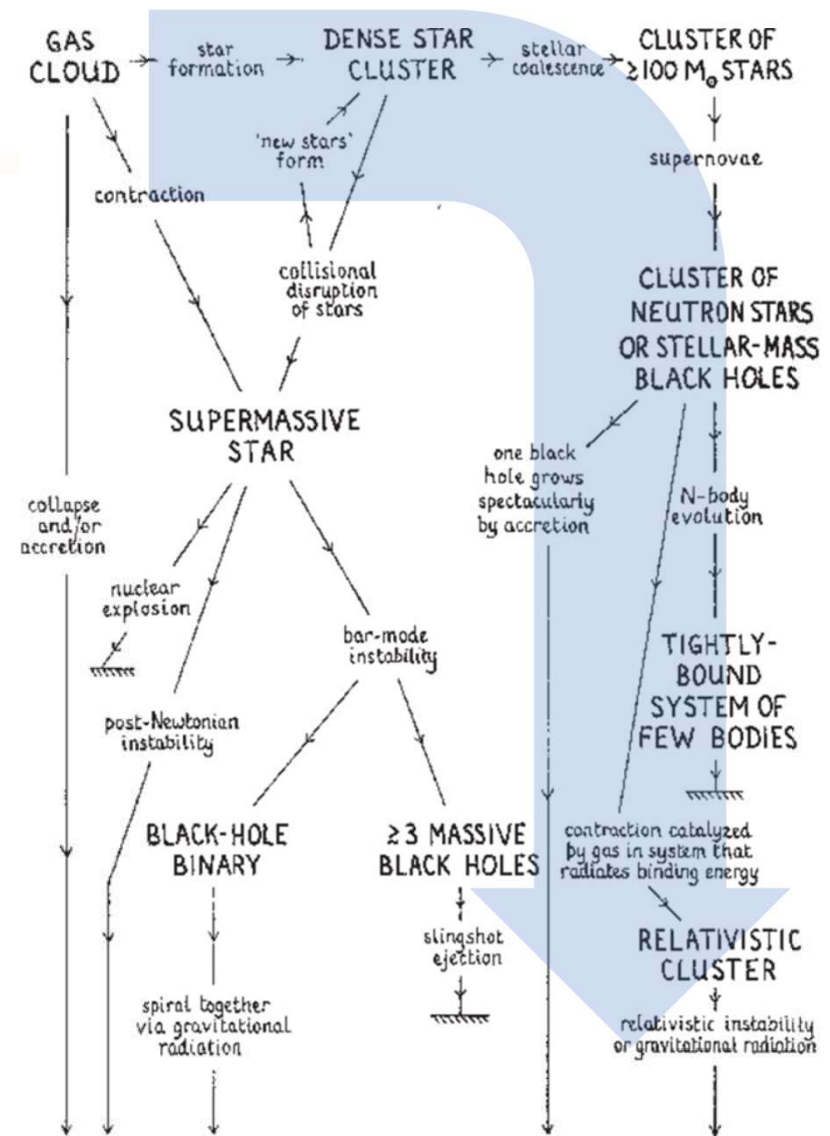 GAS
CLOUD
star
formation
DENSE STAR
CLUSTER
stellar
coalescence
CLUSTER OF
≥100 M⊙ STARS
'new stars'
form
supernovae
contraction
collisional
disruption
of stars
CLUSTER OF
NEUTRON STARS
OR STELLAR-MASS
BLACK HOLES
SUPERMASSIVE
STAR
one black
hole grows
spectacularly
by accretion
N-body
evolution
collapse
and/or
accretion
nuclear
explosion
bar-mode
instability
TIGHTLY-
BOUND
SYSTEM OF
FEW BODIES
post-Newtonian
instability
BLACK-HOLE
BINARY
≥3 MASSIVE
BLACK HOLES
contraction catalyzed
by gas in system that
radiates binding energy
slingshot
ejection
RELATIVISTIC
CLUSTER
spiral together
via gravitational
radiation
relativistic instability
or gravitational radiation